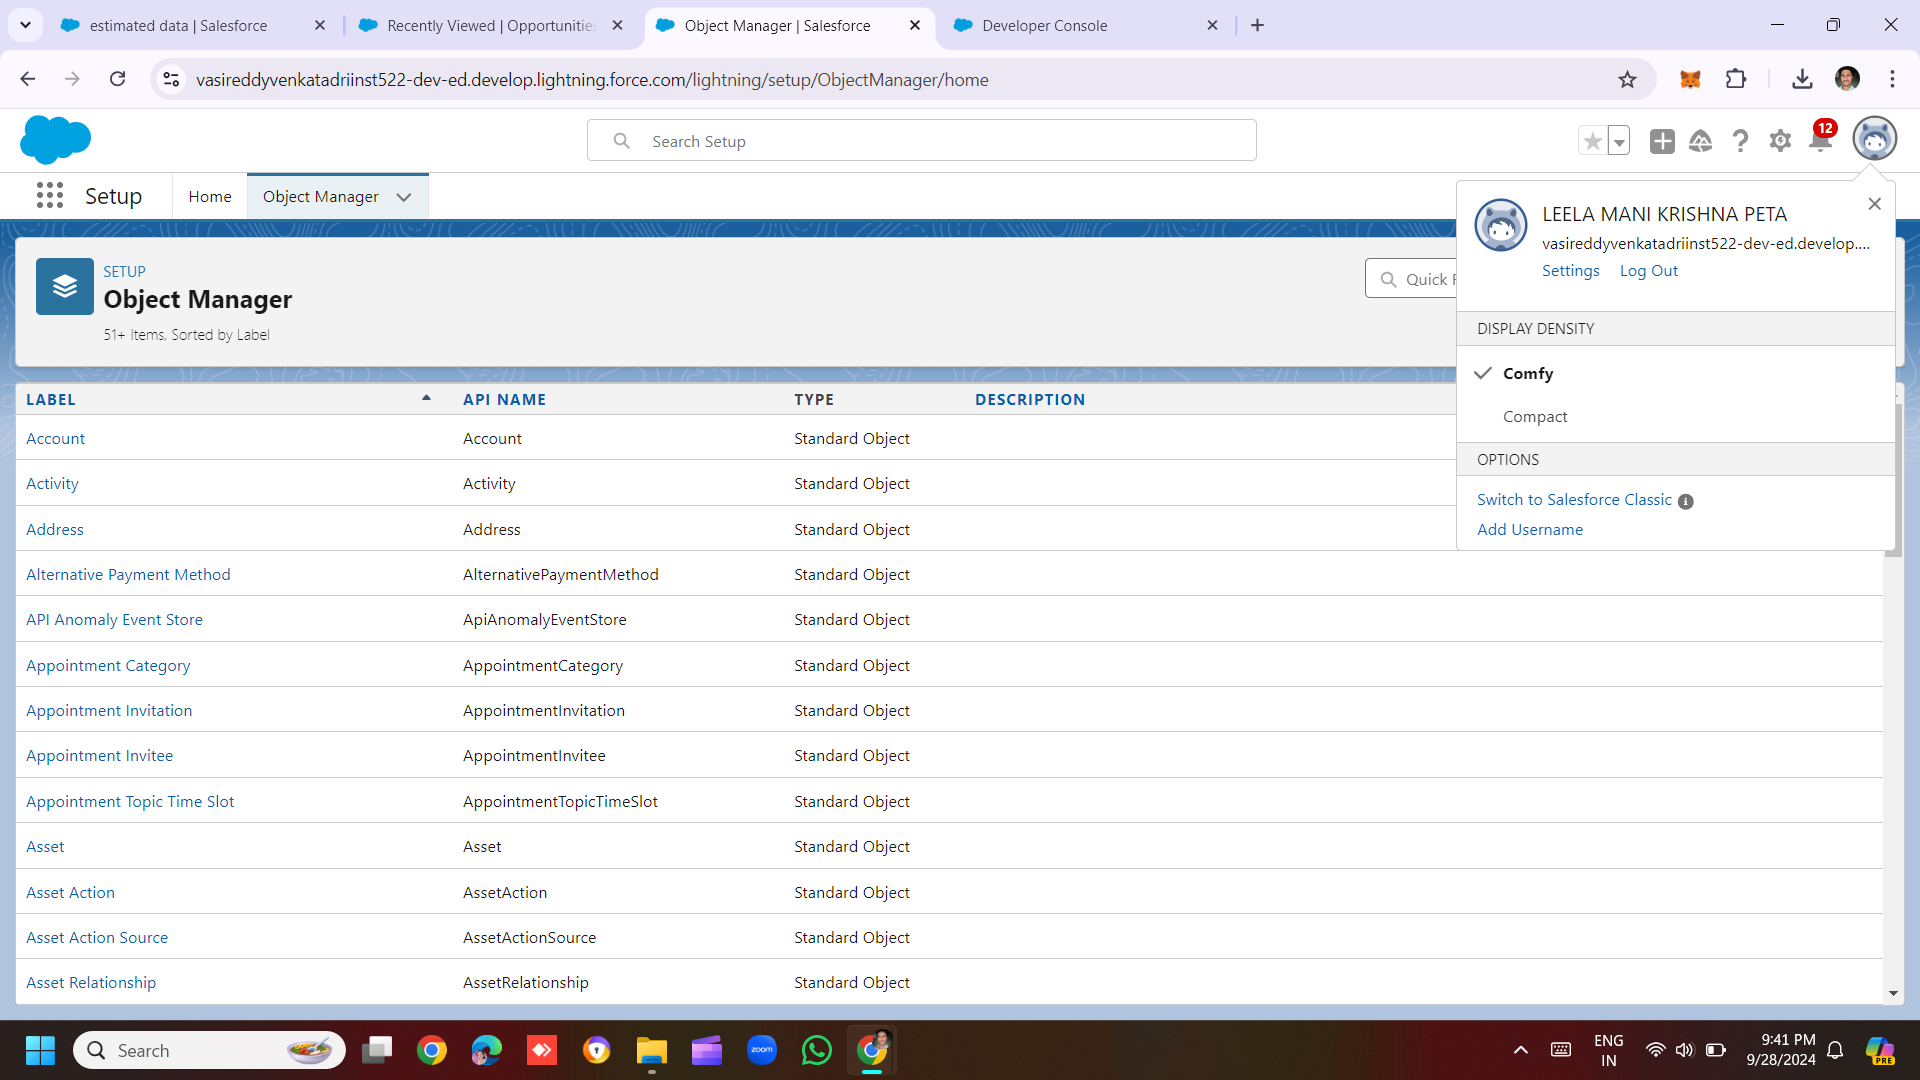 estimated data | Salesforce
Recently Viewed | Opportunities
Object Manager | Salesforce
Developer Console
vasireddyvenkatadriinst522-dev-ed.develop.lightning.force.com/lightning/setup/ObjectManager/home
Search Setup
12
Setup
Home
Object Manager
LEELA MANI KRISHNA PETA
vasireddyvenkatadriinst522-dev-ed.develop....
Settings Log Out
SETUP
Object Manager
51+ Items, Sorted by Label
Quick F
DISPLAY DENSITY
Comfy
Compact
OPTIONS
Switch to Salesforce Classic
Add Username
LABEL API NAME TYPE DESCRIPTION
Account Account Standard Object
Activity Activity Standard Object
Address Address Standard Object
Alternative Payment Method AlternativePaymentMethod Standard Object
API Anomaly Event Store ApiAnomalyEventStore Standard Object
Appointment Category AppointmentCategory Standard Object
Appointment Invitation AppointmentInvitation Standard Object
Appointment Invitee AppointmentInvitee Standard Object
Appointment Topic Time Slot AppointmentTopicTimeSlot Standard Object
Asset Asset Standard Object
Asset Action AssetAction Standard Object
Asset Action Source AssetActionSource Standard Object
Asset Relationship AssetRelationship Standard Object
Search
zoom
ENG
IN
9:41 PM
9/28/2024
PRE